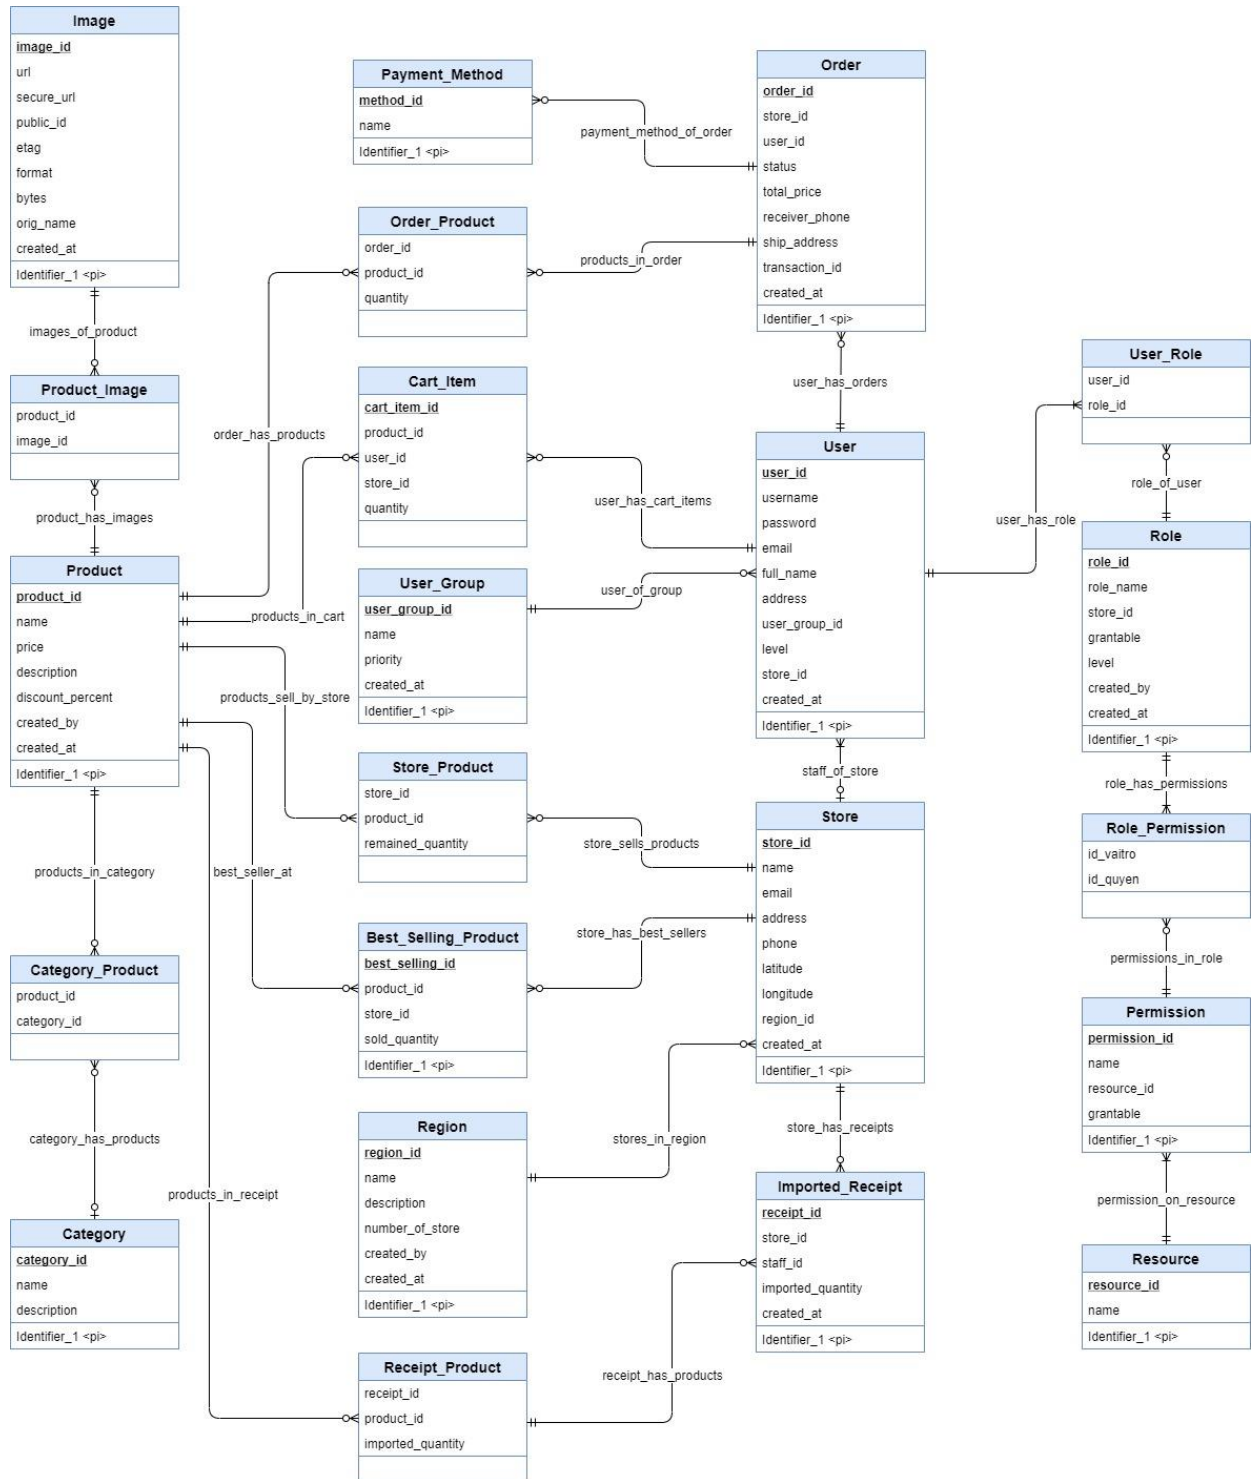 Image
image_id
url
secure_url
public_id
etag
format
bytes
orig_name
created_at
Identifier_1 <pi>
images_of_product
Product_Image
product_id
image_id
product_has_images
Product
product_id
name
price
description
discount_percent
created_by
created_at
Identifier_1 <pi>
products_in_category
Category_Product
product_id
category_id
category_has_products
Category
category_id
name
description
Identifier_1 <pi>
order_has_products
products_in_cart
products_sell_by_store
best_seller_at
products_in_receipt
Payment_Method
method_id
name
Identifier_1 <pi>
Order_Product
order_id
product_id
quantity
Cart_Item
cart_item_id
product_id
user_id
store_id
quantity
User_Group
user_group_id
name
priority
created_at
Identifier_1 <pi>
Store_Product
store_id
product_id
remained_quantity
Best_Selling_Product
best_selling_id
product_id
store_id
sold_quantity
Identifier_1 <pi>
Region
region_id
name
description
number_of_store
created_by
created_at
Identifier_1 <pi>
Receipt_Product
receipt_id
product_id
imported_quantity
payment_method_of_order
products_in_order
user_has_cart_items
user_of_group
store_sells_products
store_has_best_sellers
stores_in_region
receipt_has_products
Order
order_id
store_id
user_id
status
total_price
receiver_phone
ship_address
transaction_id
created_at
Identifier_1 <pi>
user_has_orders
User
user_id
username
password
email
full_name
address
user_group_id
level
store_id
created_at
Identifier_1 <pi>
staff_of_store
Store
store_id
name
email
address
phone
latitude
longitude
region_id
created_at
Identifier_1 <pi>
store_has_receipts
Imported_Receipt
receipt_id
store_id
staff_id
imported_quantity
created_at
Identifier_1 <pi>
user_has_role
User_Role
user_id
role_id
role_of_user
Role
role_id
role_name
store_id
grantable
level
created_by
created_at
Identifier_1 <pi>
role_has_permissions
Role_Permission
id_vaitro
id_quyen
permissions_in_role
Permission
permission_id
name
resource_id
grantable
Identifier_1 <pi>
permission_on_resource
Resource
resource_id
name
Identifier_1 <pi>